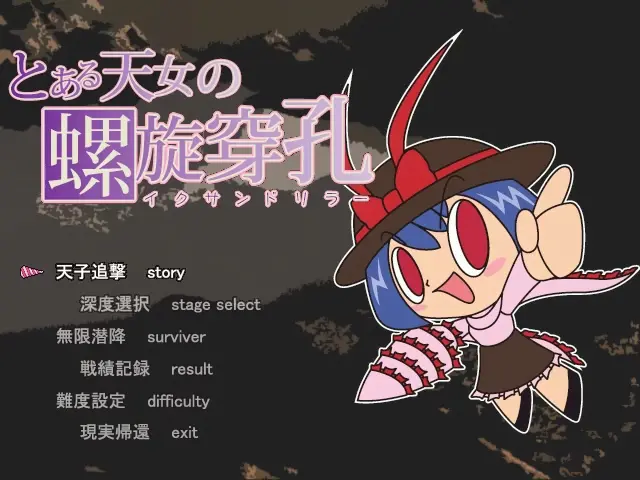 とある天女の
螺旋穿孔
イクサンドリラー
天子追撃 story
深度選択 stage select
無限潜降 surviver
戦績記録 result
難度設定 difficulty
現実帰還 exit